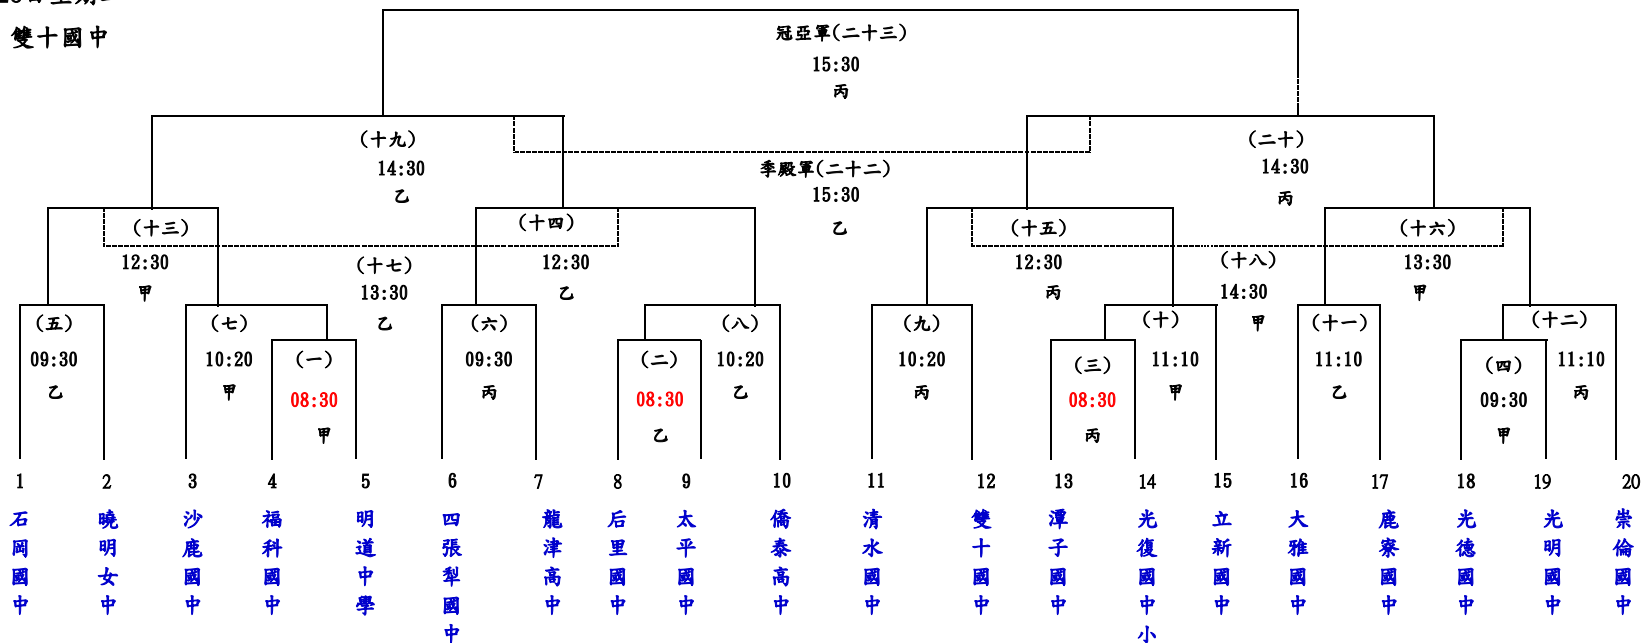 雙十國中
冠亞軍(二十三)
15:30
丙
(十九)
14:30
乙
季殿軍(二十二)
15:30
乙
(二十)
14:30
丙
(十三)
12:30
甲
(十七)
13:30
乙
(十四)
12:30
乙
(十五)
12:30
丙
(十八)
14:30
甲
(十六)
13:30
甲
(五)
09:30
乙
(七)
10:20
甲
(一)
08:30
甲
(六)
09:30
丙
(二)
08:30
乙
(八)
10:20
乙
(九)
10:20
丙
(三)
08:30
丙
(十)
11:10
甲
(十一)
11:10
乙
(四)
09:30
甲
(十二)
11:10
丙
1 2 3 4 5 6 7 8 9 10 11 12 13 14 15 16 17 18 19 20
石岡國中
曉明女中
沙鹿國中
福科國中
明道中學
四張犁國中
龍津高中
后里國中
太平國中
僑泰高中
清水國中
雙十國中
潭子國中
光復國中小
立新國中
大雅國中
鹿寮國中
光德國中
光明國中
崇倫國中